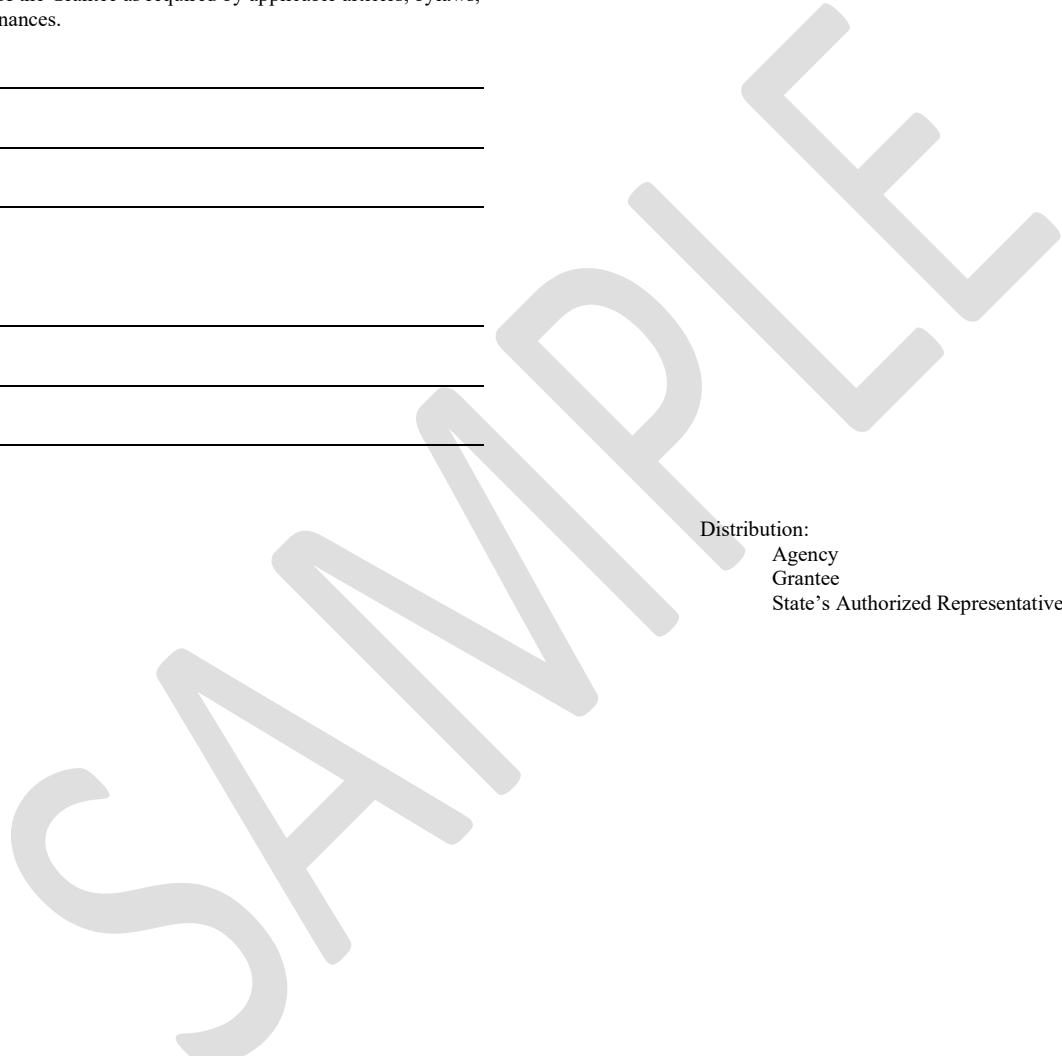 the Grantee as required by applicable articles, bylaws,
nances.
Distribution:
Agency
Grantee
State’s Authorized Representative
SAMPLE